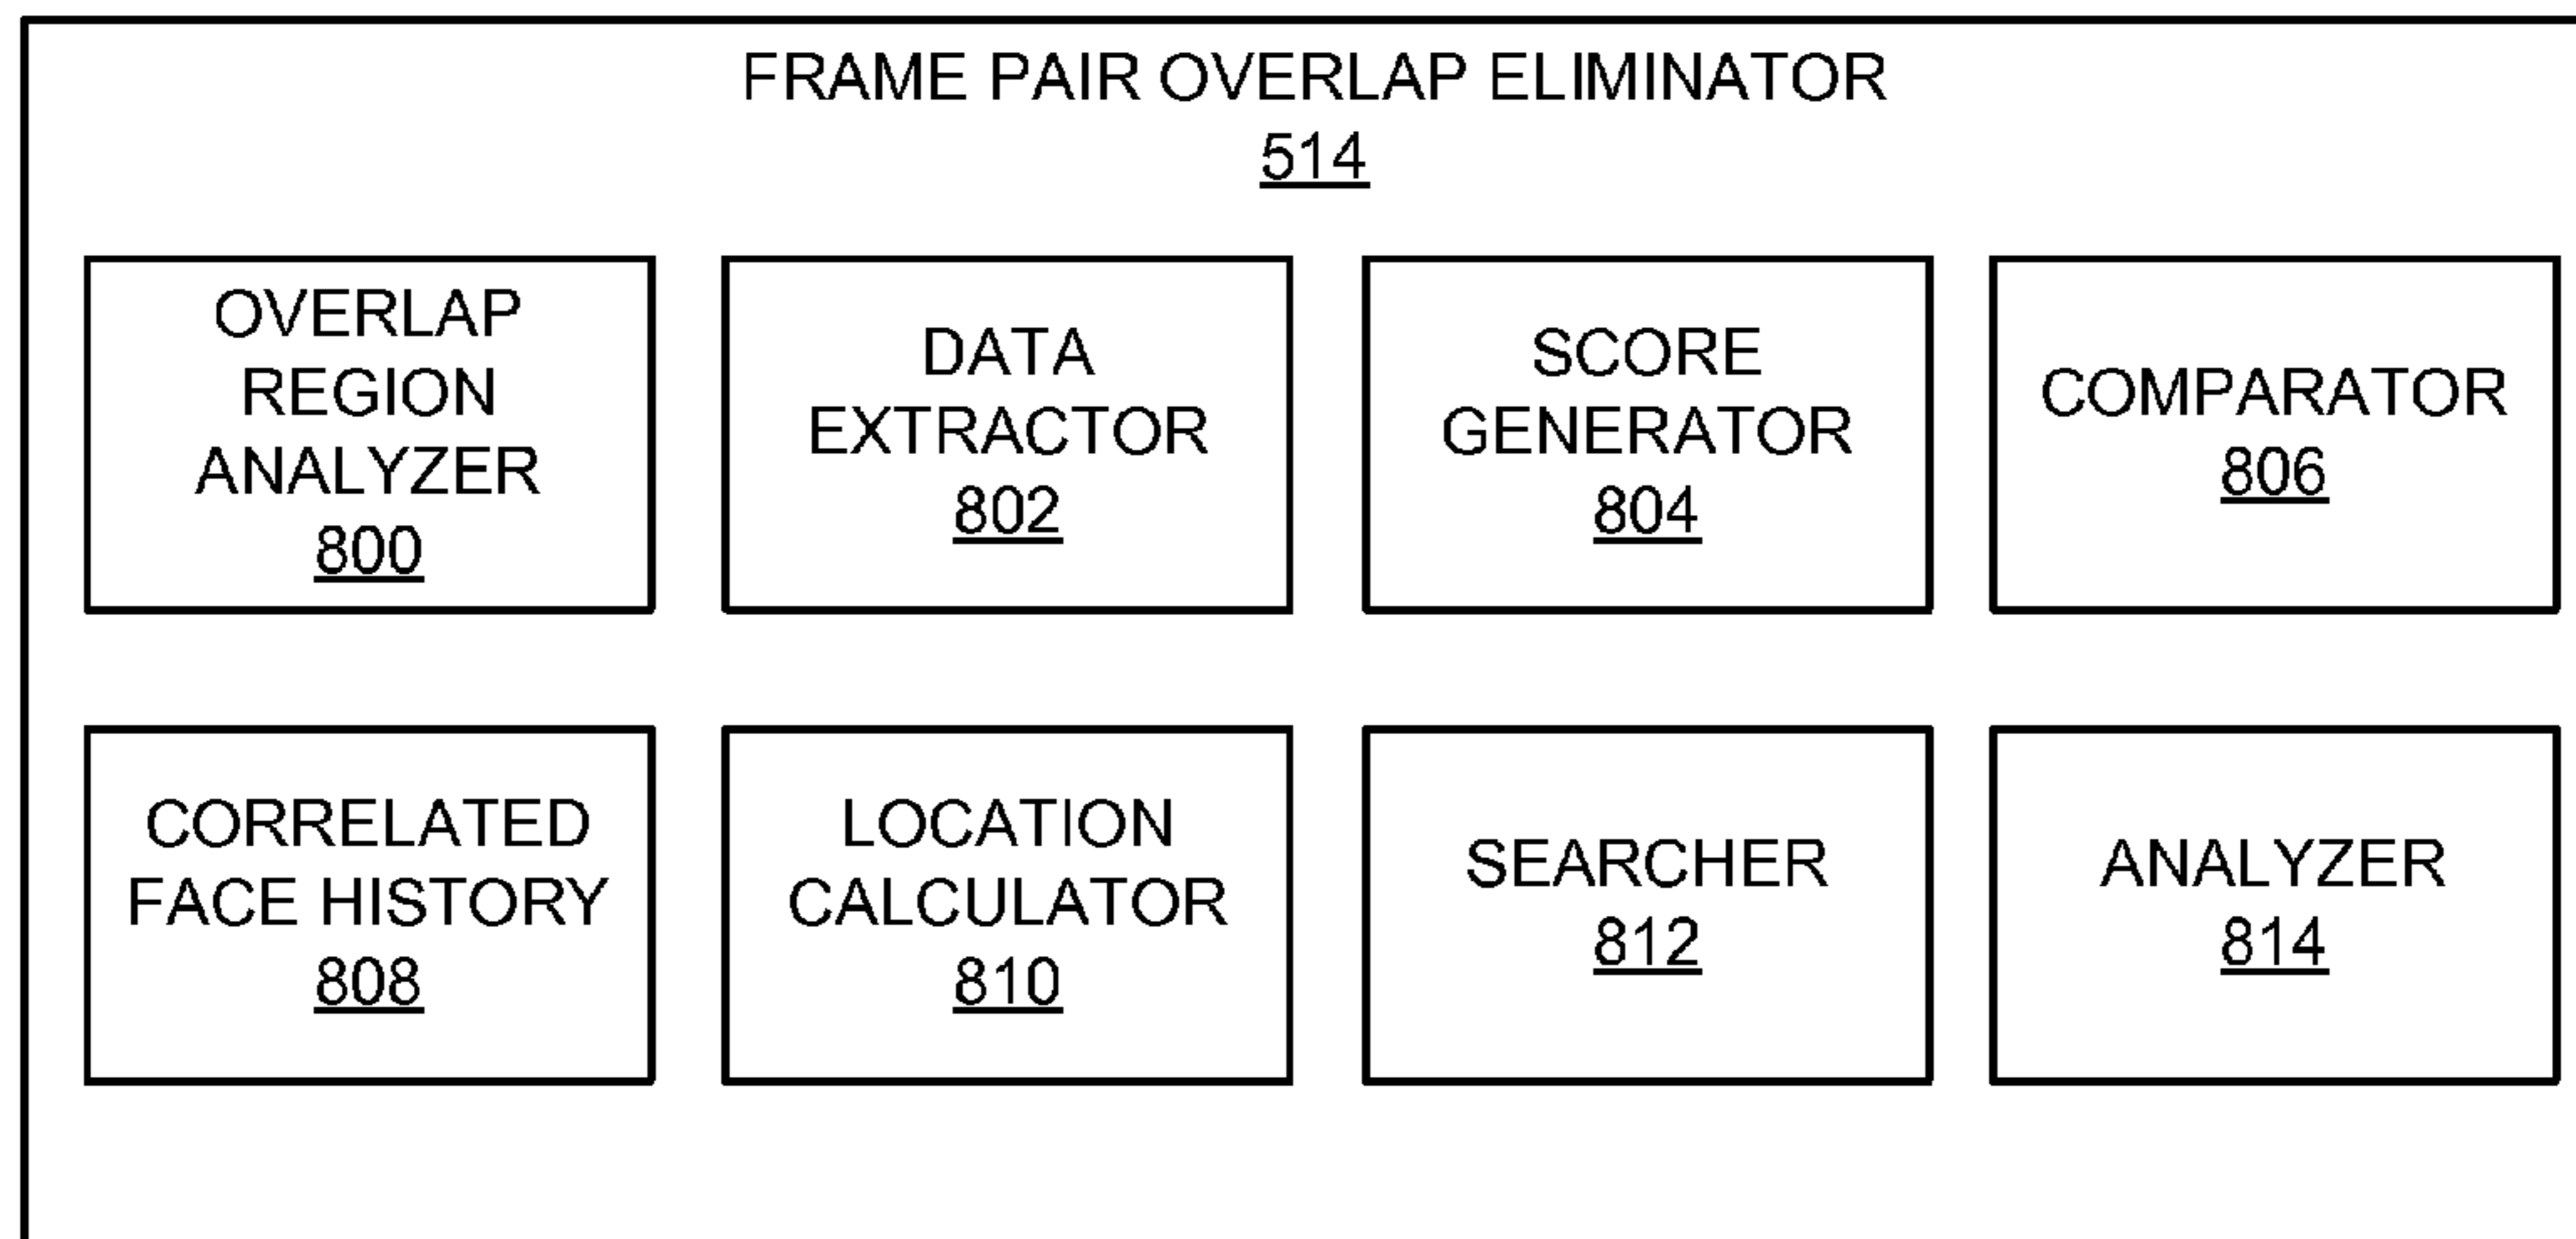 FRAME PAIR OVERLAP ELIMINATOR
514
OVERLAP
REGION
ANALYZER
800
DATA
EXTRACTOR
802
SCORE
GENERATOR
804
COMPARATOR
806
CORRELATED
FACE HISTORY
808
LOCATION
CALCULATOR
810
SEARCHER
812
ANALYZER
814